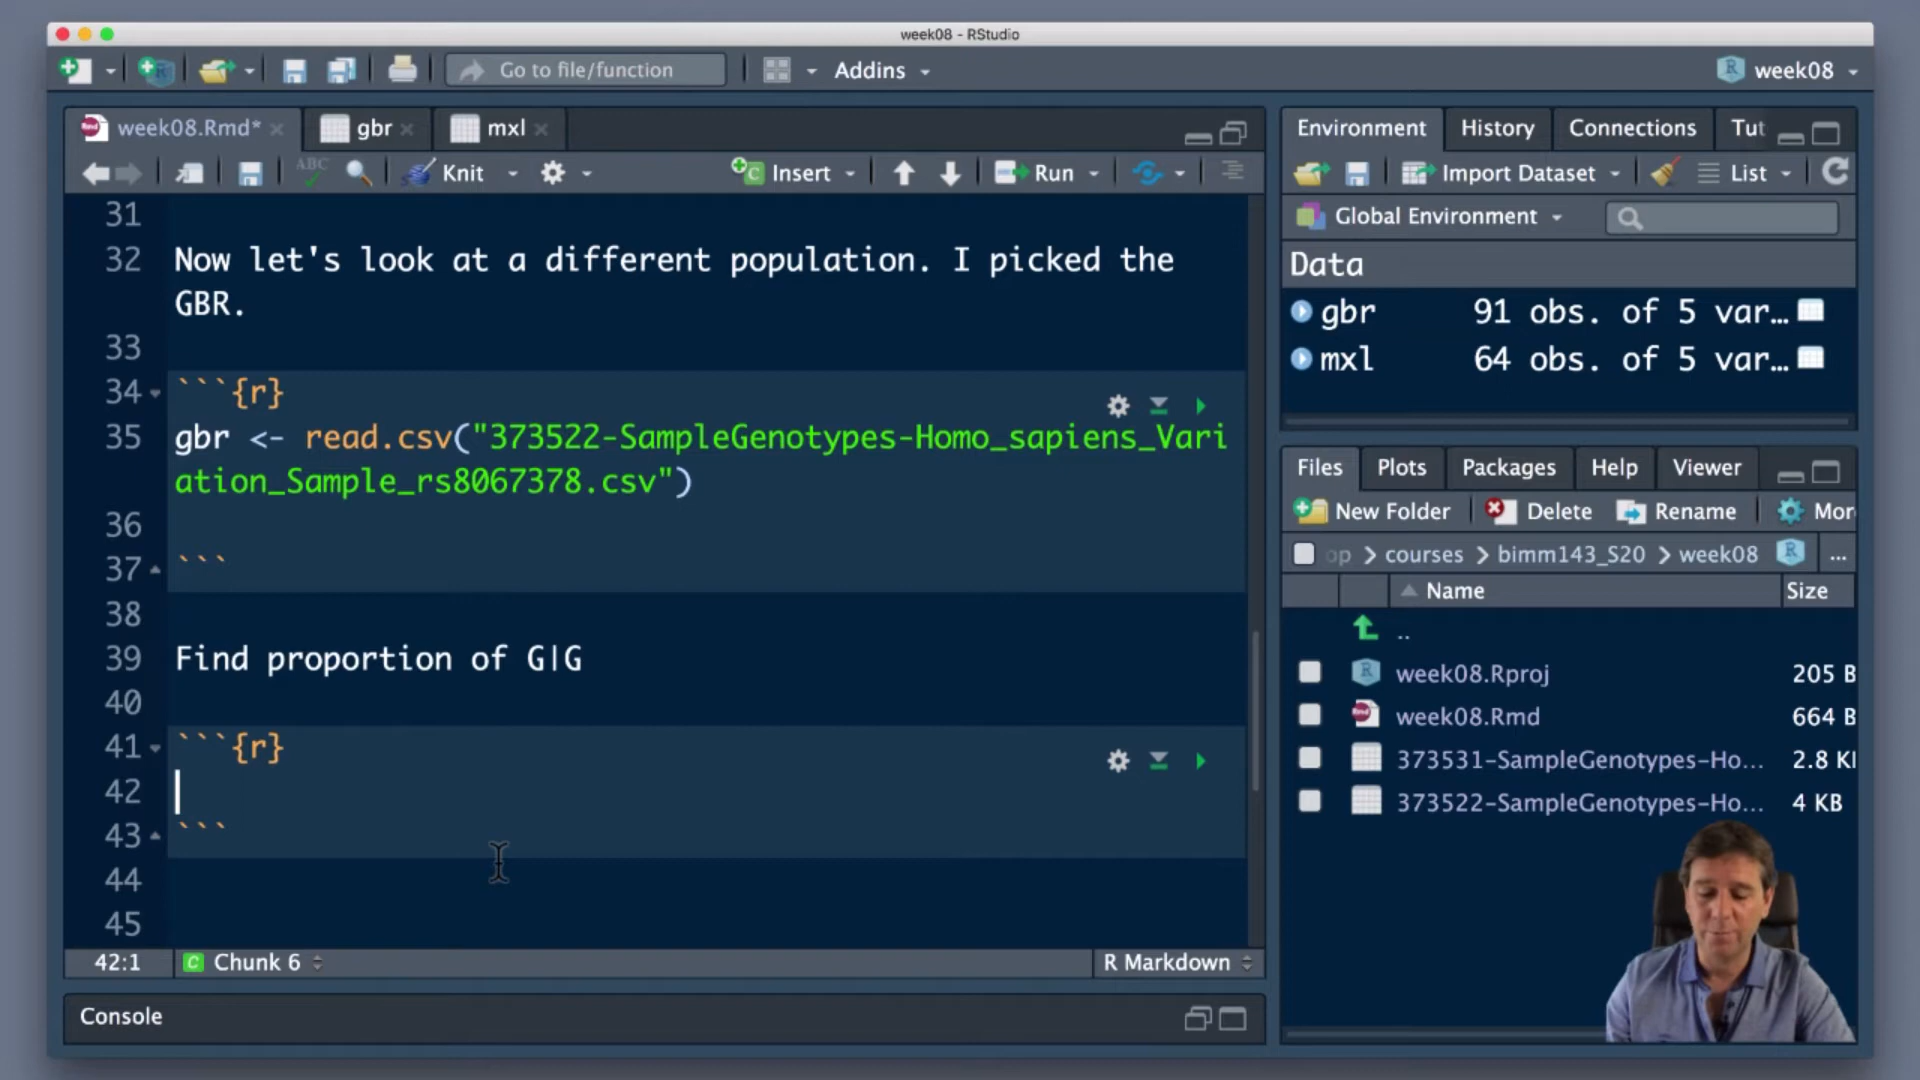 week08 - RStudio
Go to file/function
Addins
week08
week08.Rmd*
gbr
mxl
ABC
Knit
Insert
Run
31
32 Now let's look at a different population. I picked the
GBR.
33
34 ```{r}
35 gbr <- read.csv("373522-SampleGenotypes-Homo_sapiens_Vari
ation_Sample_rs8067378.csv")
36
37 ```
38
39 Find proportion of G|G
40
41 ```{r}
42
43 ```
44
45
42:1 C Chunk 6 R Markdown
Console
Environment History Connections Tut
Import Dataset List
Global Environment
Data
gbr 91 obs. of 5 var...
mxl 64 obs. of 5 var...
Files Plots Packages Help Viewer
New Folder Delete Rename Mor
op > courses > bimm143_S20 > week08 ...
Name Size
..
week08.Rproj 205 B
week08.Rmd 664 B
373531-SampleGenotypes-Ho... 2.8 K
373522-SampleGenotypes-Ho... 4 KB